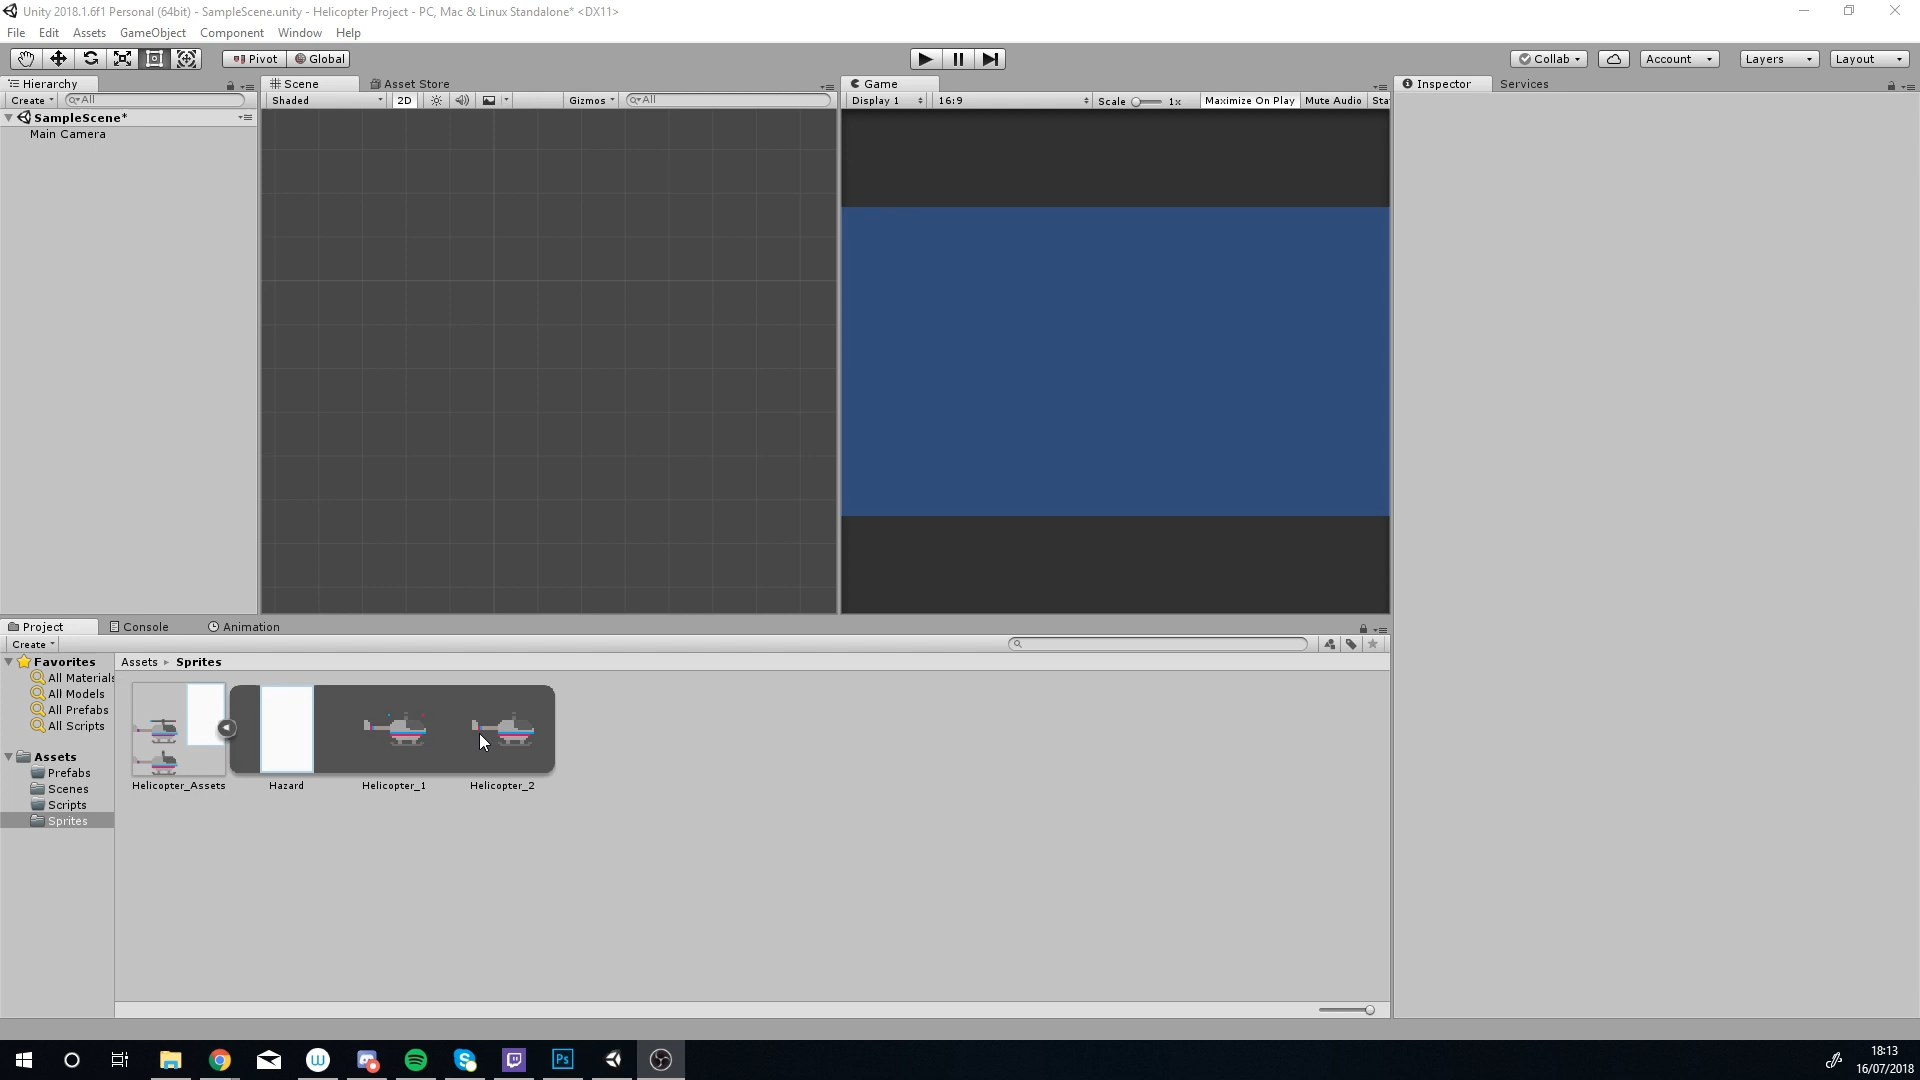 Unity 2018.1.6f1 Personal (64bit) - SampleScene.unity - Helicopter Project - PC, Mac & Linux Standalone* <DX11>
File Edit Assets GameObject Component Window Help
Pivot Global Collab Account Layers Layout
Hierarchy Scene Asset Store Game Inspector Services
Create All Shaded 2D Gizmos All Display 1 16:9 Scale 1x Maximize On Play Mute Audio Sta
SampleScene*
Main Camera
Project Console Animation
Create
Favorites Assets Sprites
All Materials
All Models
All Prefabs
All Scripts
Assets
Prefabs
Scenes
Scripts
Sprites
Helicopter_Assets Hazard Helicopter_1 Helicopter_2
Ps
18:13
16/07/2018